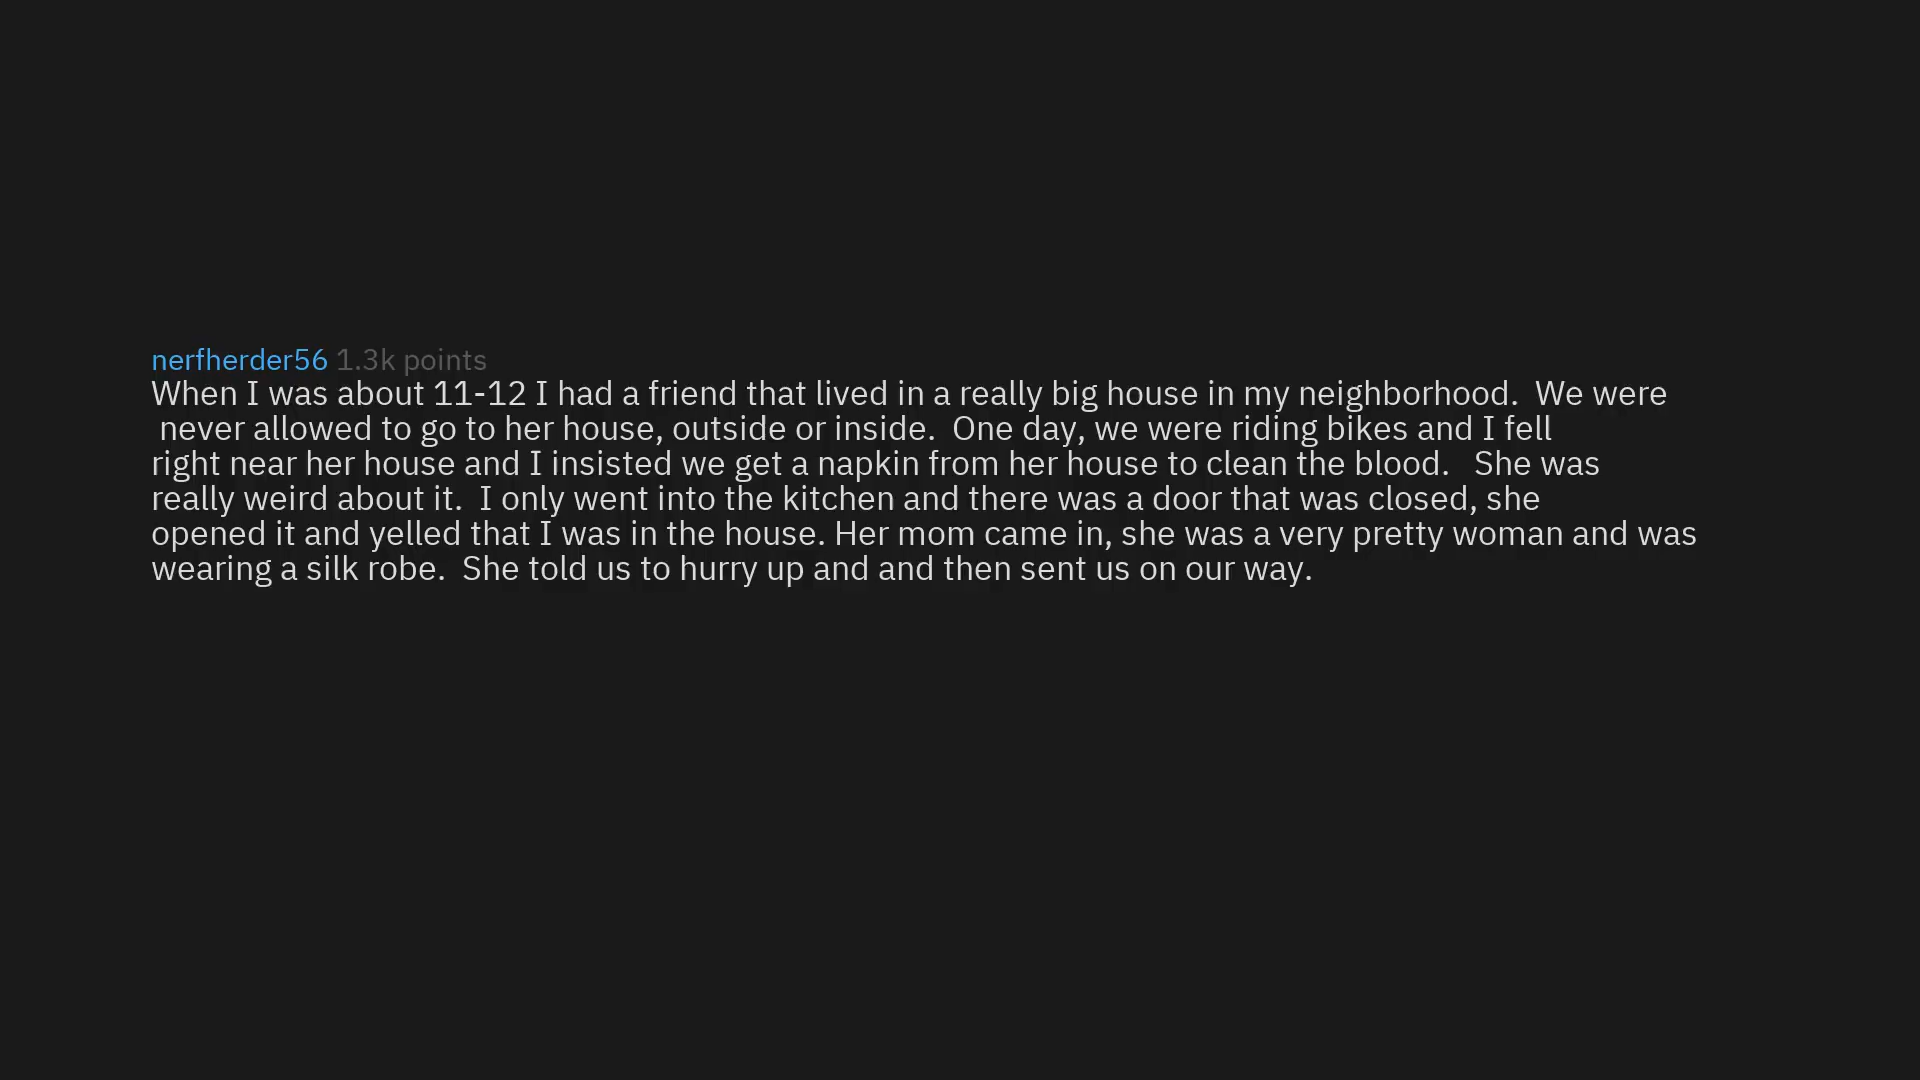 nerfherder56 1.3k points
When I was about 11-12 I had a friend that lived in a really big house in my neighborhood.  We were
never allowed to go to her house, outside or inside.  One day, we were riding bikes and I fell
right near her house and I insisted we get a napkin from her house to clean the blood.   She was
really weird about it.  I only went into the kitchen and there was a door that was closed, she
opened it and yelled that I was in the house. Her mom came in, she was a very pretty woman and was
wearing a silk robe.  She told us to hurry up and and then sent us on our way.